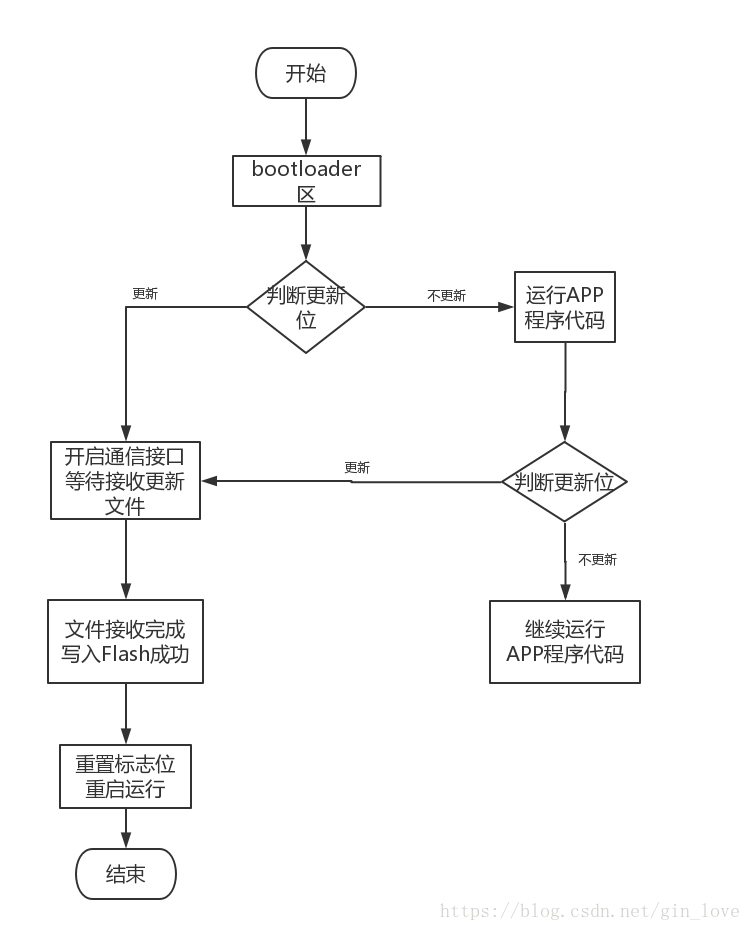 开始
bootloader
区
判断更新
位
更新
不更新
运行APP
程序代码
开启通信接口
等待接收更新
文件
更新
判断更新位
不更新
文件接收完成
写入Flash成功
继续运行
APP程序代码
重置标志位
重启运行
结束
https://blog.csdn.net/gin_love